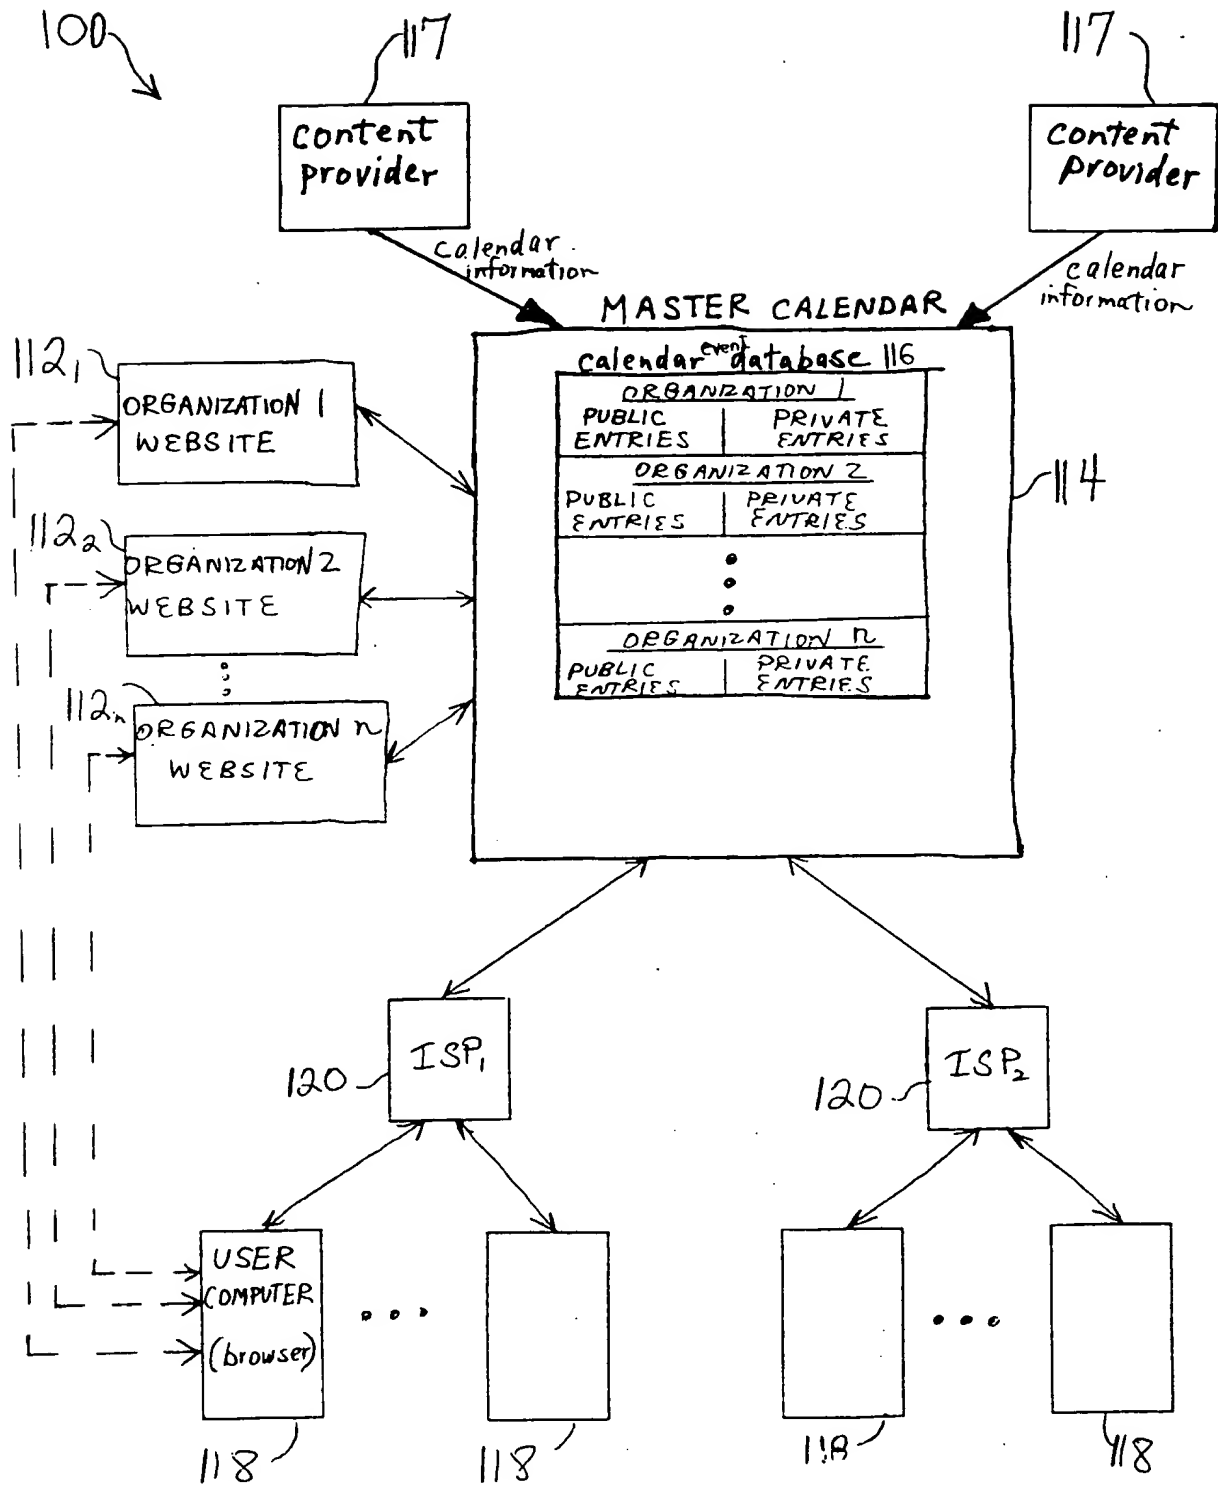 100
117
117
content
provider
content
provider
calendar
information
calendar
information
MASTER CALENDAR
calendar event database 116
112₁
ORGANIZATION 1
WEBSITE
ORGANIZATION 1
PUBLIC
ENTRIES
PRIVATE
ENTRIES
ORGANIZATION 2
PUBLIC
ENTRIES
PRIVATE
ENTRIES
114
112₂
ORGANIZATION 2
WEBSITE
ORGANIZATION n
PUBLIC
ENTRIES
PRIVATE
ENTRIES
112ₙ
ORGANIZATION n
WEBSITE
ISP₁
120
ISP₂
120
USER
COMPUTER
(browser)
118
118
118
118